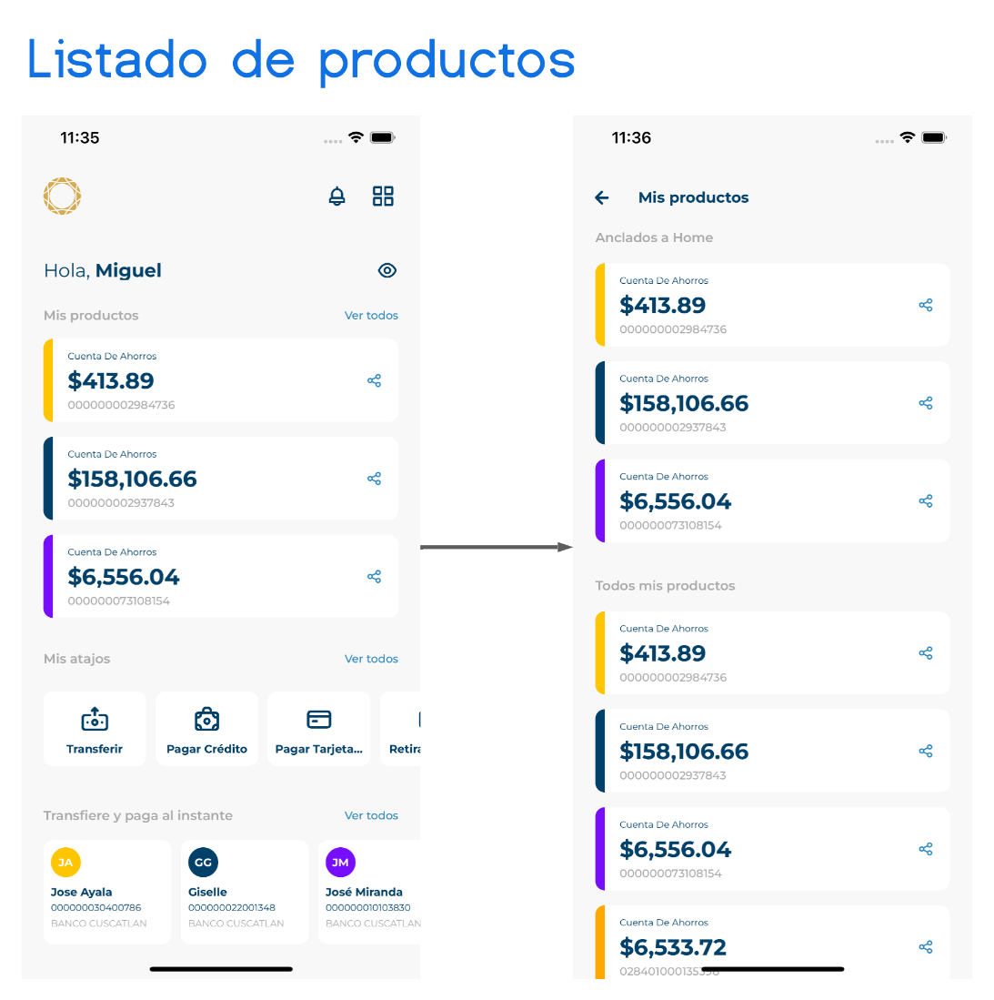 Listado de productos
11:35
Hola, Miguel
Mis productos
Ver todos
Cuenta De Ahorros
$413.89
000000002984736
Cuenta De Ahorros
$158,106.66
000000002937843
Cuenta De Ahorros
$6,556.04
000000073108154
Mis atajos
Ver todos
Transferir
Pagar Crédito
Pagar Tarjeta...
Retira
Transfiere y paga al instante
Ver todos
JA
Jose Ayala
000000030400786
BANCO CUSCATLAN
GG
Giselle
000000022001348
BANCO CUSCATLAN
JM
José Miranda
000000010103830
BANCO CUSCATLAN
11:36
Mis productos
Anclados a Home
Cuenta De Ahorros
$413.89
000000002984736
Cuenta De Ahorros
$158,106.66
000000002937843
Cuenta De Ahorros
$6,556.04
000000073108154
Todos mis productos
Cuenta De Ahorros
$413.89
000000002984736
Cuenta De Ahorros
$158,106.66
000000002937843
Cuenta De Ahorros
$6,556.04
000000073108154
Cuenta De Ahorros
$6,533.72